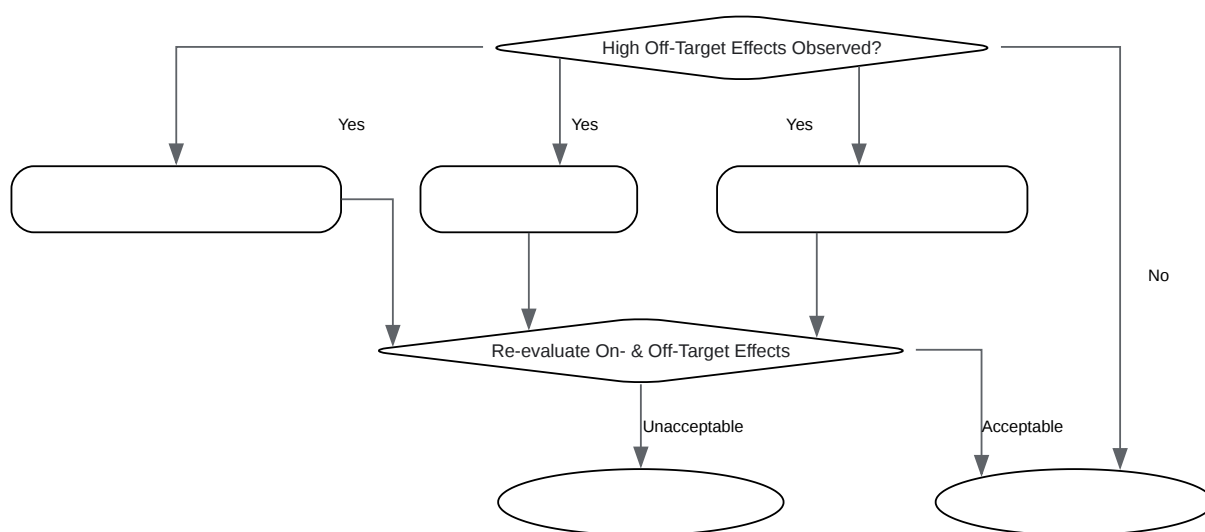 High Off-Target Effects Observed?
Yes
Yes
Yes
No
Re-evaluate On- & Off-Target Effects
Unacceptable
Acceptable